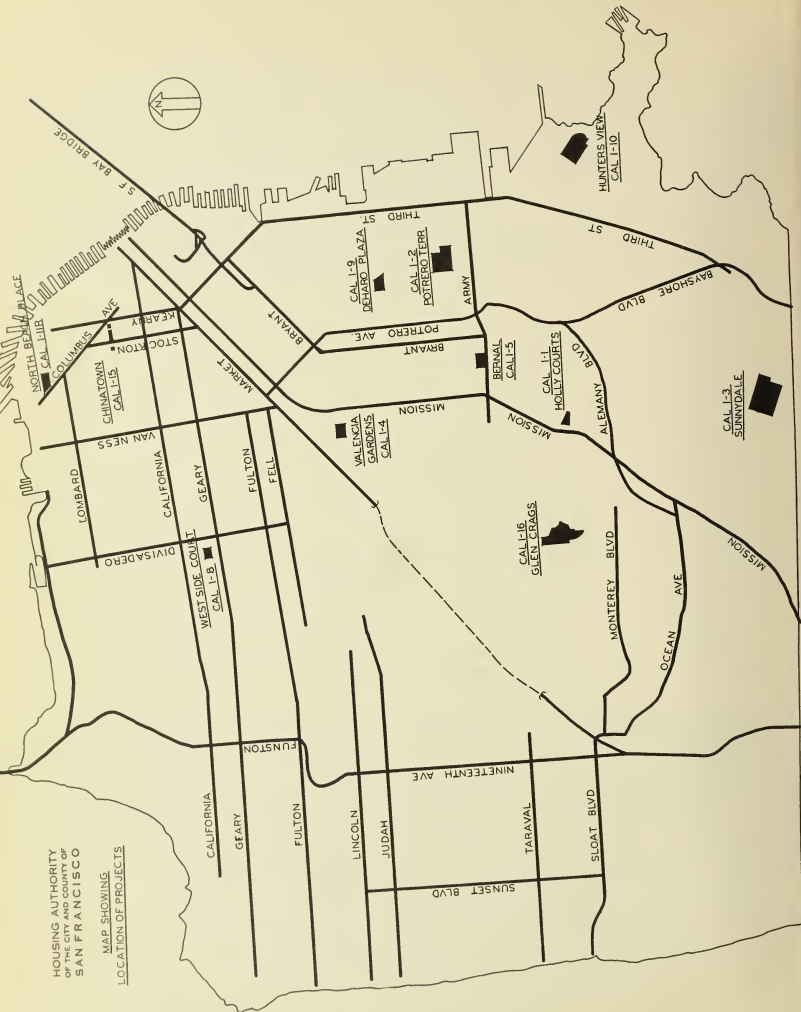 HOUSING AUTHORITY
OF THE CITY AND COUNTY OF
SAN FRANCISCO
MAP SHOWING
LOCATION OF PROJECTS
N
S F BAY BRIDGE
NORTH BEACH PLACE
CAL 1-11B
COLUMBUS AVE
KEARNY
STOCKTON
CHINATOWN
CAL 1-15
VAN NESS
LOMBARD
CALIFORNIA
GEARY
FULTON
FELL
DIVISADERO
WEST SIDE COURT
CAL 1-8
MARKET
BRYANT
THIRD ST.
CAL 1-9
DEHARO PLAZA
CAL 1-2
POTRERO TERR
ARMY
POTRERO AVE.
BRYANT
MISSION
VALENCIA
GARDENS
CAL 1-4
BERNAL
CAL 1-5
HUNTERS VIEW
CAL 1-10
THIRD ST
BAYSHORE BLVD
CAL 1-1
HOLLY COURTS
MISSION
ALEMANY
BLVD
CAL 1-3
SUNNYDALE
CAL 1-16
GLEN CRAGS
MONTEREY BLVD
OCEAN AVE
MISSION
FUNSTON
CALIFORNIA
GEARY
FULTON
LINCOLN
JUDAH
NINETEENTH AVE
TARAVAL
SLOAT BLVD
SUNSET BLVD